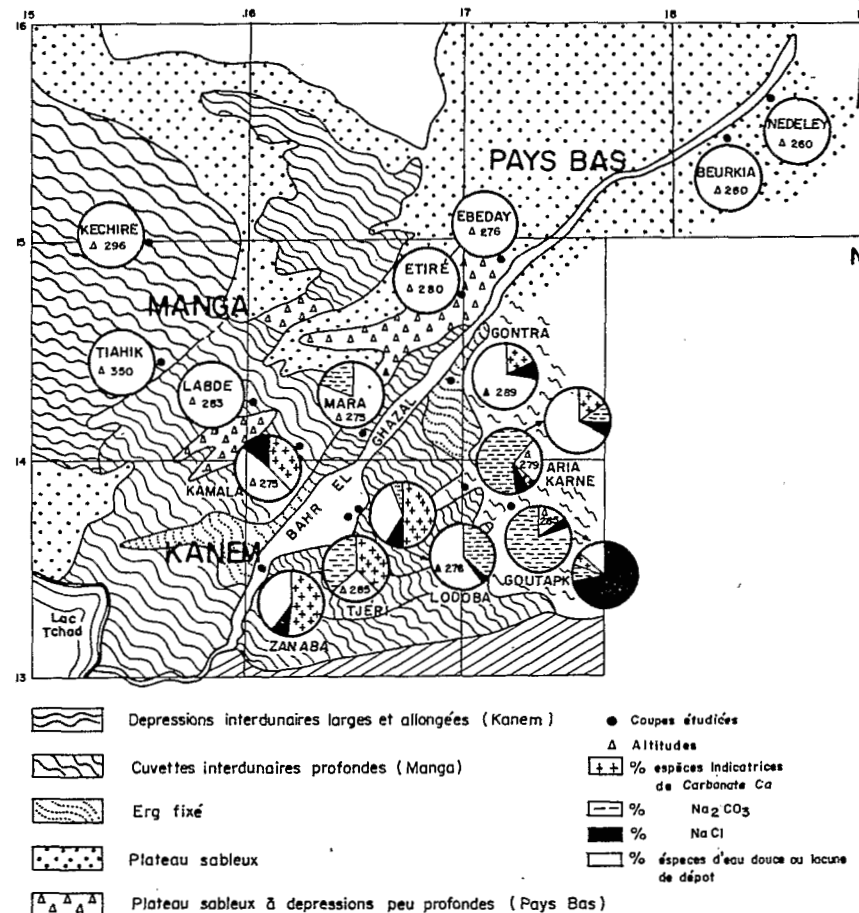 15 16 17 18
16
PAYS BAS
NEDELEY
Δ 260
BEURKIA
Δ 260
EBEDAY
Δ 276
KECHIRÉ
Δ 296
15
ETIRÉ
Δ 280
N
MANGA
GONTRA
Δ 289
TIAHIK
Δ 350
LABDE
Δ 283
MARA
Δ 275
BAHR EL GHAZAL
14
KAMALA
Δ 275
Δ 279
ARIA
KARNE
KANEM
Δ 285
GOUTAPK
Δ 276
LODOBA
Δ 285
TJERI
ZANABA
Lac
Tchad
13
Depressions interdunaires larges et allongées (Kanem)
Cuvettes interdunaires profondes (Manga)
Erg fixé
Plateau sableux
Plateau sableux à depressions peu profondes (Pays Bas)
Coupes étudiées
Δ Altitudes
% espèces Indicatrices
de Carbonate Ca
% Na₂CO₃
% NaCl
% éspeces d'eau douce ou lacune
de dépot